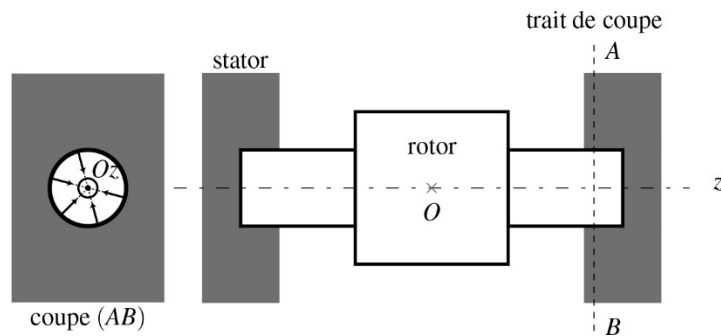 trait de coupe
A
stator
rotor
Oz
O
z
coupe (AB)
B